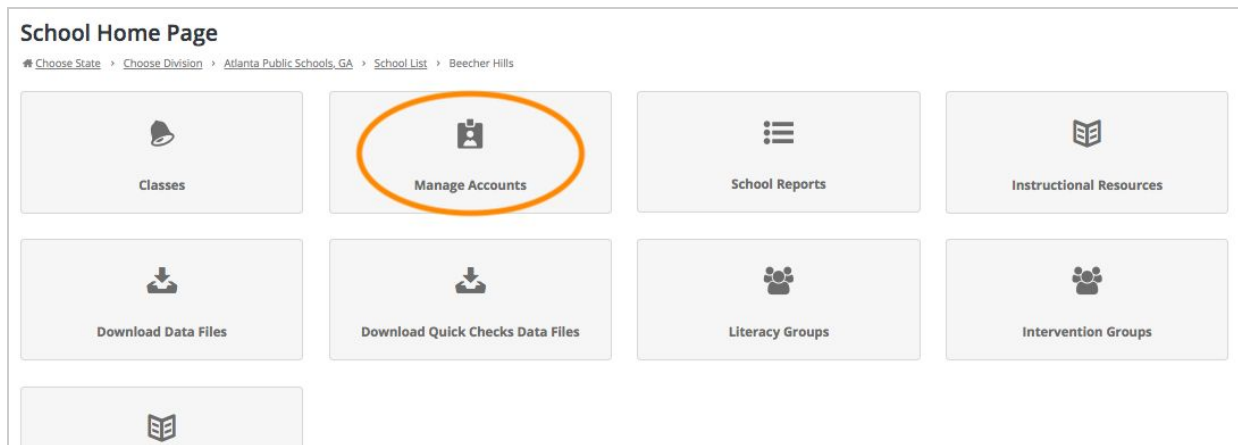 School Home Page
Choose State › Choose Division › Atlanta Public Schools, GA › School List › Beecher Hills
Classes
Manage Accounts
School Reports
Instructional Resources
Download Data Files
Download Quick Checks Data Files
Literacy Groups
Intervention Groups